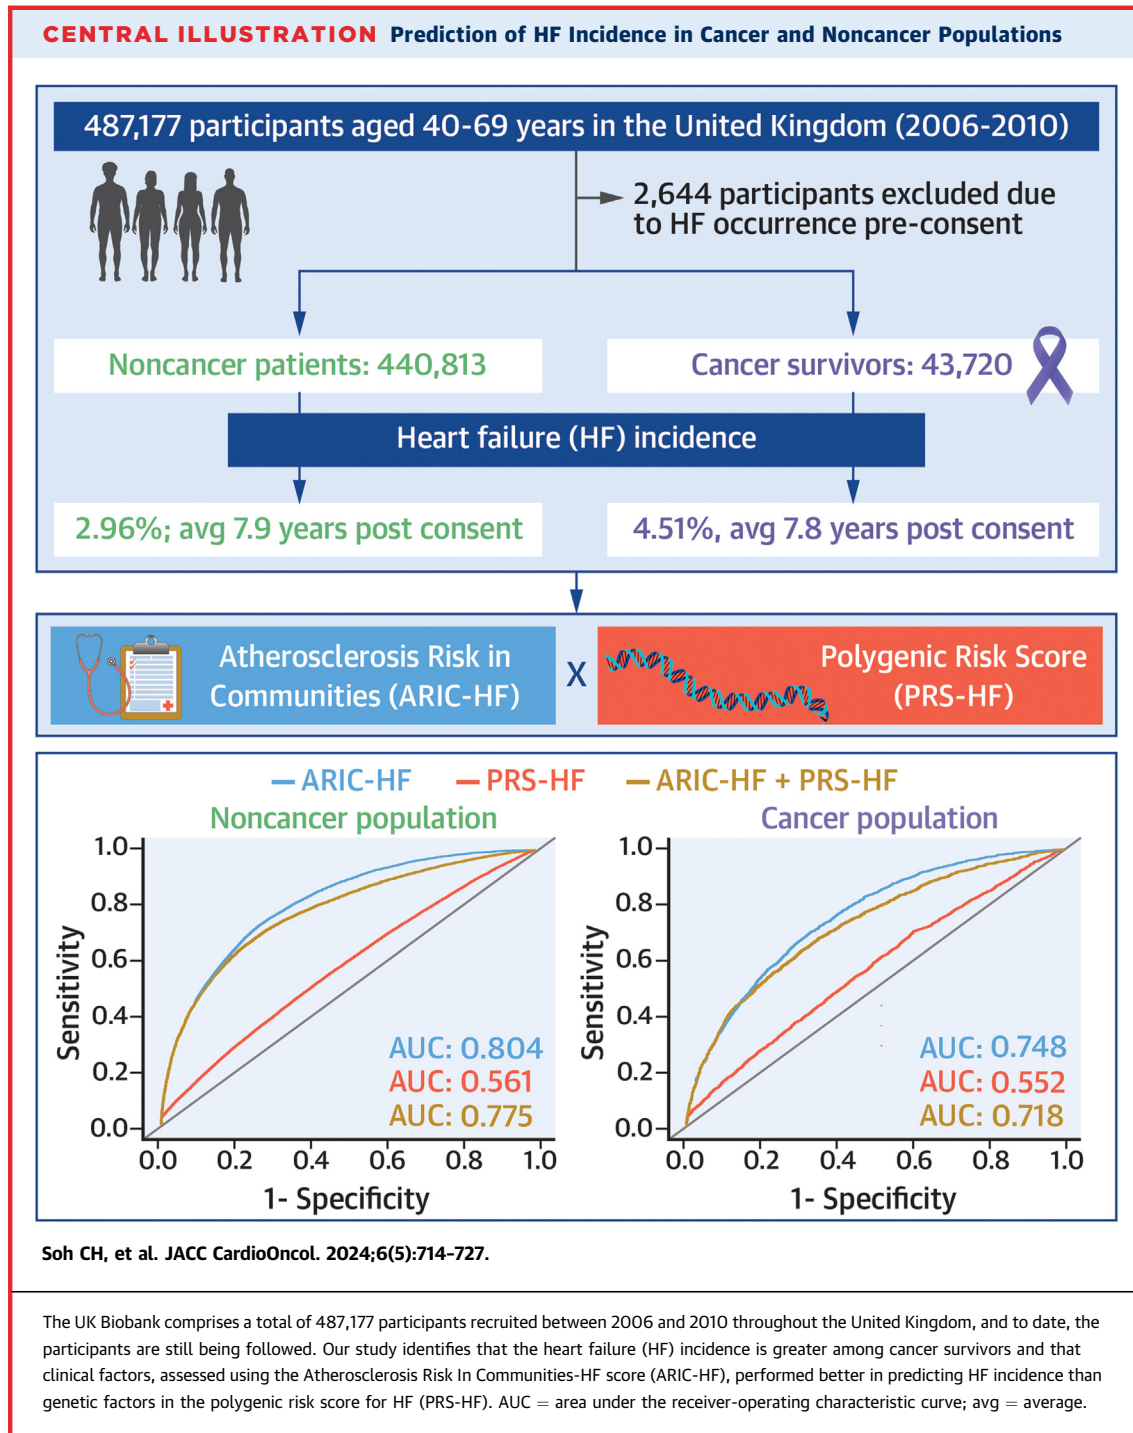 CENTRAL ILLUSTRATION Prediction of HF Incidence in Cancer and Noncancer Populations
487,177 participants aged 40-69 years in the United Kingdom (2006-2010)
2,644 participants excluded due
to HF occurrence pre-consent
Noncancer patients: 440,813
Cancer survivors: 43,720
Heart failure (HF) incidence
2.96%; avg 7.9 years post consent
4.51%, avg 7.8 years post consent
Atherosclerosis Risk in
Communities (ARIC-HF)
X
Polygenic Risk Score
(PRS-HF)
ARIC-HF
PRS-HF
ARIC-HF + PRS-HF
Noncancer population
Sensitivity
1.0
0.8
0.6
0.4
0.2
0.0
AUC: 0.804
AUC: 0.561
AUC: 0.775
0.0 0.2 0.4 0.6 0.8 1.0
1- Specificity
Cancer population
Sensitivity
1.0
0.8
0.6
0.4
0.2
0.0
AUC: 0.748
AUC: 0.552
AUC: 0.718
0.0 0.2 0.4 0.6 0.8 1.0
1- Specificity
Soh CH, et al. JACC CardioOncol. 2024;6(5):714–727.
The UK Biobank comprises a total of 487,177 participants recruited between 2006 and 2010 throughout the United Kingdom, and to date, the
participants are still being followed. Our study identifies that the heart failure (HF) incidence is greater among cancer survivors and that
clinical factors, assessed using the Atherosclerosis Risk In Communities-HF score (ARIC-HF), performed better in predicting HF incidence than
genetic factors in the polygenic risk score for HF (PRS-HF). AUC = area under the receiver-operating characteristic curve; avg = average.